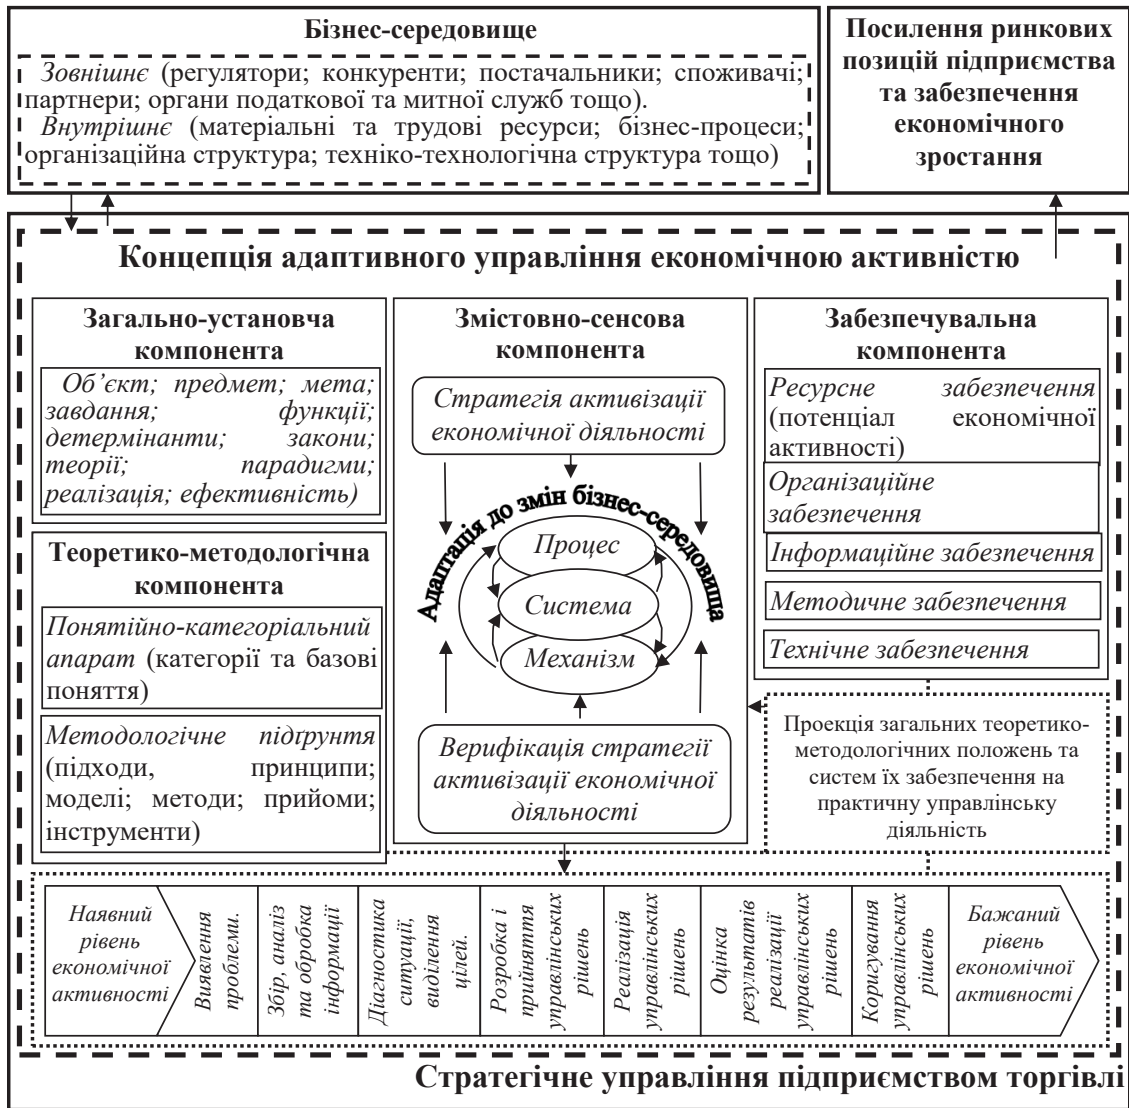 Бізнес-середовище
Зовнішнє (регулятори; конкуренти; постачальники; споживачі;
партнери; органи податкової та митної служб тощо).
Внутрішнє (матеріальні та трудові ресурси; бізнес-процеси;
організаційна структура; техніко-технологічна структура тощо)
Посилення ринкових
позицій підприємства
та забезпечення
економічного
зростання
Концепція адаптивного управління економічною активністю
Загально-установча
компонента
Об’єкт; предмет; мета;
завдання; функції;
детермінанти; закони;
теорії; парадигми;
реалізація; ефективність)
Теоретико-методологічна
компонента
Понятійно-категоріальний
апарат (категорії та базові
поняття)
Методологічне підґрунтя
(підходи, принципи;
моделі; методи; прийоми;
інструменти)
Змістовно-сенсова
компонента
Стратегія активізації
економічної діяльності
Адаптація до змін бізнес-середовища
Процес
Система
Механізм
Верифікація стратегії
активізації економічної
діяльності
Забезпечувальна
компонента
Ресурсне забезпечення
(потенціал економічної
активності)
Організаційне
забезпечення
Інформаційне забезпечення
Методичне забезпечення
Технічне забезпечення
Проекція загальних теоретико-
методологічних положень та
систем їх забезпечення на
практичну управлінську
діяльність
Наявний
рівень
економічної
активності
Виявлення
проблеми.
Збір, аналіз
та обробка
інформації
Діагностика
ситуації,
виділення
цілей.
Розробка і
прийняття
управлінських
рішень
Реалізація
управлінських
рішень
Оцінка
результатів
реалізації
управлінських
рішень
Коригування
управлінських
рішень
Бажаний
рівень
економічної
активності
Стратегічне управління підприємством торгівлі